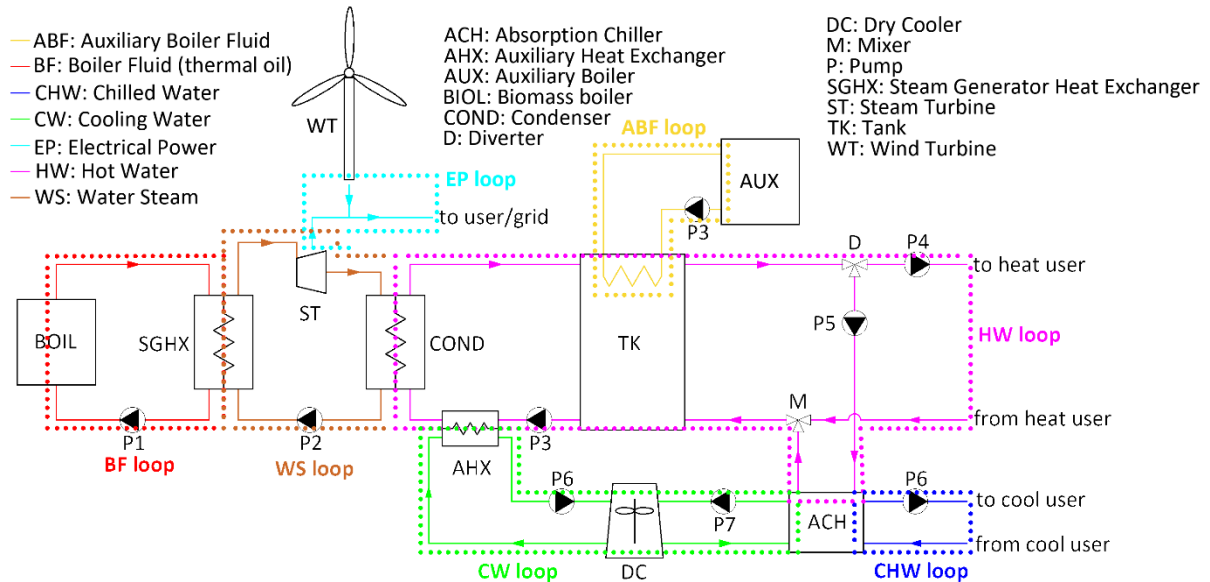 ABF: Auxiliary Boiler Fluid
BF: Boiler Fluid (thermal oil)
CHW: Chilled Water
CW: Cooling Water
EP: Electrical Power
HW: Hot Water
WS: Water Steam
WT
ACH: Absorption Chiller
AHX: Auxiliary Heat Exchanger
AUX: Auxiliary Boiler
BIOL: Biomass boiler
COND: Condenser
D: Diverter
DC: Dry Cooler
M: Mixer
P: Pump
SGHX: Steam Generator Heat Exchanger
ST: Steam Turbine
TK: Tank
WT: Wind Turbine
ABF loop
EP loop
AUX
to user/grid
P3
D
P4
to heat user
ST
P5
BOIL
SGHX
COND
TK
HW loop
M
from heat user
P1
P2
P3
BF loop
WS loop
AHX
P6
P7
P6
to cool user
ACH
from cool user
CW loop
DC
CHW loop